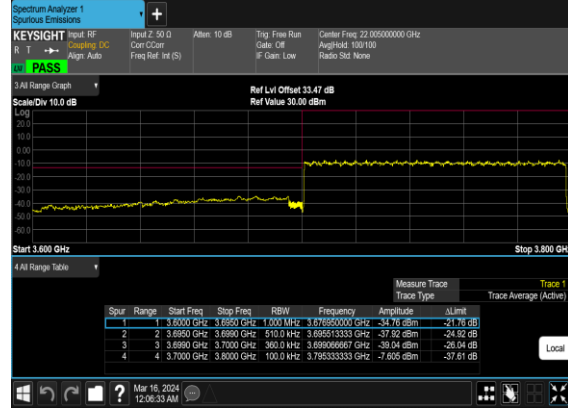 Spectrum Analyzer 1
Spurious Emissions
+
KEYSIGHT Input: RF Input Z: 50 Ω Atten: 10 dB Trig: Free Run Center Freq: 22.005000000 GHz
R T Coupling: DC Corr CCorr Gate: Off Avg|Hold: 100/100
Align: Auto Freq Ref: Int (S) IF Gain: Low Radio Std: None
PASS
3 All Range Graph
Ref Lvl Offset 33.47 dB
Scale/Div 10.0 dB Ref Value 30.00 dBm
Log
20.0
10.0
0.00
-10.0
-20.0
-30.0
-40.0
-50.0
-60.0
Start 3.600 GHz Stop 3.800 GH
4 All Range Table
Measure Trace Trace 1
Trace Type Trace Average (Active)
Spur Range Start Freq Stop Freq RBW Frequency Amplitude ΔLimit
1 1 3.6000 GHz 3.6950 GHz 1.000 MHz 3.676950000 GHz -34.76 dBm -21.76 dB
2 2 3.6950 GHz 3.6990 GHz 510.0 kHz 3.695513333 GHz -37.92 dBm -24.92 dB
3 3 3.6990 GHz 3.7000 GHz 360.0 kHz 3.699066667 GHz -39.04 dBm -26.04 dB
4 4 3.7000 GHz 3.8000 GHz 100.0 kHz 3.795333333 GHz -7.605 dBm -37.61 dB
Local
?
Mar 16, 2024
12:06:33 AM